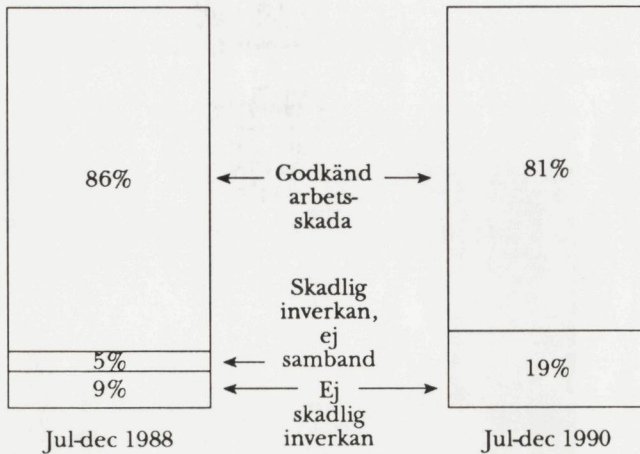 86%
Godkänd
arbets-
skada
81%
Skadlig
inverkan,
ej
samband
5%
9%
Ej
skadlig
inverkan
19%
Jul-dec 1988
Jul-dec 1990